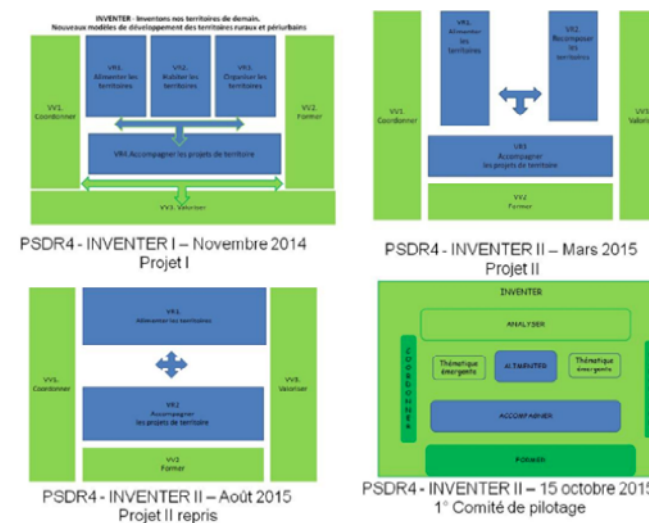 INVENTER - Inventons nos territoires de demain.
Nouveaux modèles de développement des territoires ruraux et périurbains
VV1.
Coordonner
VR1.
Alimenter les
territoires
VR2.
Habiter les
territoires
VR3.
Organiser les
territoires
VV2.
Former
VR4.Accompagner les projets de territoire
VV3. Valoriser
PSDR4 - INVENTER I – Novembre 2014
Projet I
VV1.
Coordonner
VR1.
Alimenter
les
territoires
VR2.
Recomposer
les
territoires
VV3
Valori
VR3
Accompagner
les projets de territoire
VV2
Former
PSDR4 - INVENTER II – Mars 2015
Projet II
VV1.
Coordonner
VR1.
Alimenter les territoires
VV3.
Valoriser
VR2
Accompagner
les projets de territoire
VV2
Former
PSDR4 - INVENTER II – Août 2015
Projet II repris
INVENTER
ANALYSER
COORDONNER
Thématique
émergente
ALIMENTER
Thématique
émergente
ACCOMPAGNER
FORMER
PSDR4 - INVENTER II – 15 octobre 2015
1° Comité de pilotage